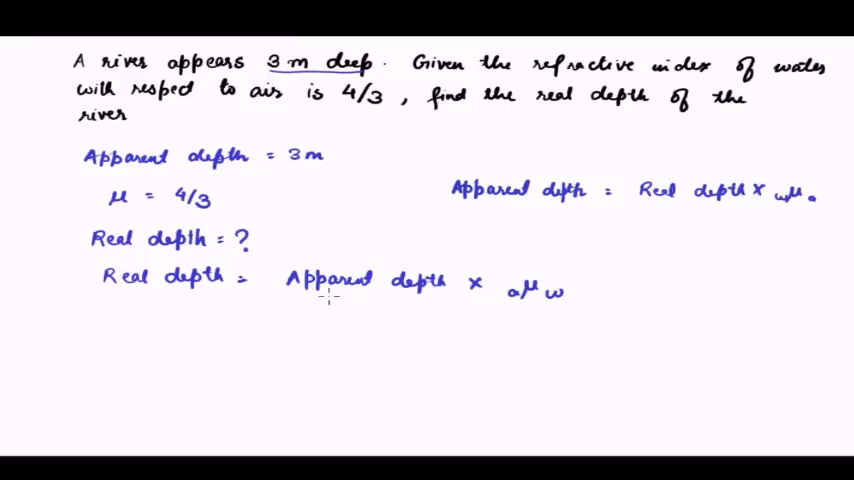 A river appears 3 m deep. Given the refractive index of water
with respect to air is 4/3, find the real depth of the
river
Apparent depth = 3m
μ = 4/3
Apparent depth = Real depth × wμa
Real depth = ?
Real depth = Apparent depth × aμw